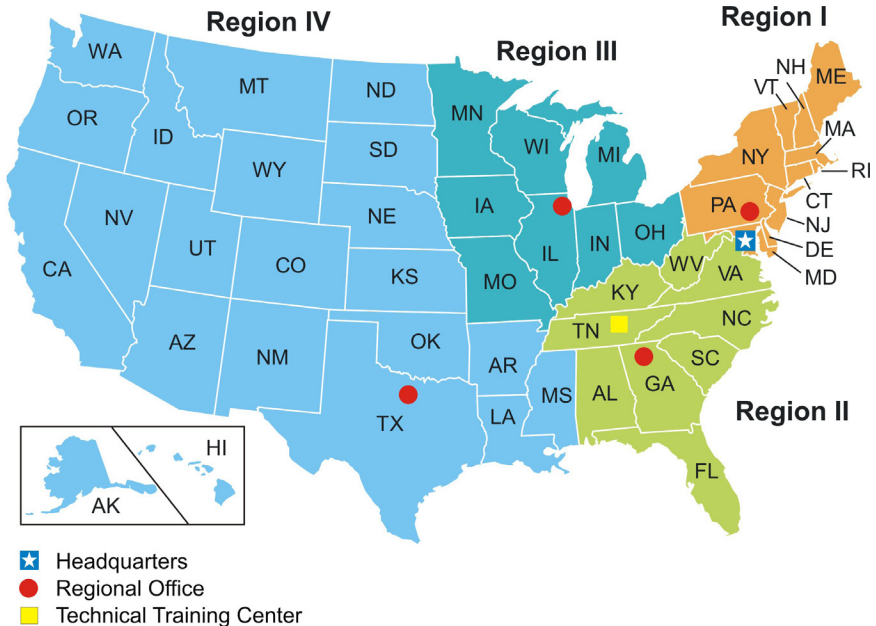 Region IV
Region III
Region I
WA
MT
ND
MN
OR
ID
SD
WI
MI
WY
NH
VT
ME
NY
MA
RI
CT
NJ
DE
MD
PA
NV
UT
CO
NE
KS
IA
IL
IN
OH
MO
CA
AZ
NM
OK
TX
AR
LA
MS
WV
VA
KY
TN
NC
SC
AL
GA
FL
Region II
HI
AK
Headquarters
Regional Office
Technical Training Center